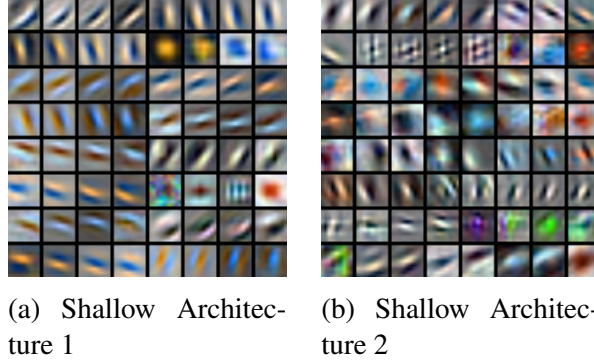 (a) Shallow Architec-
ture 1
(b) Shallow Architec-
ture 2